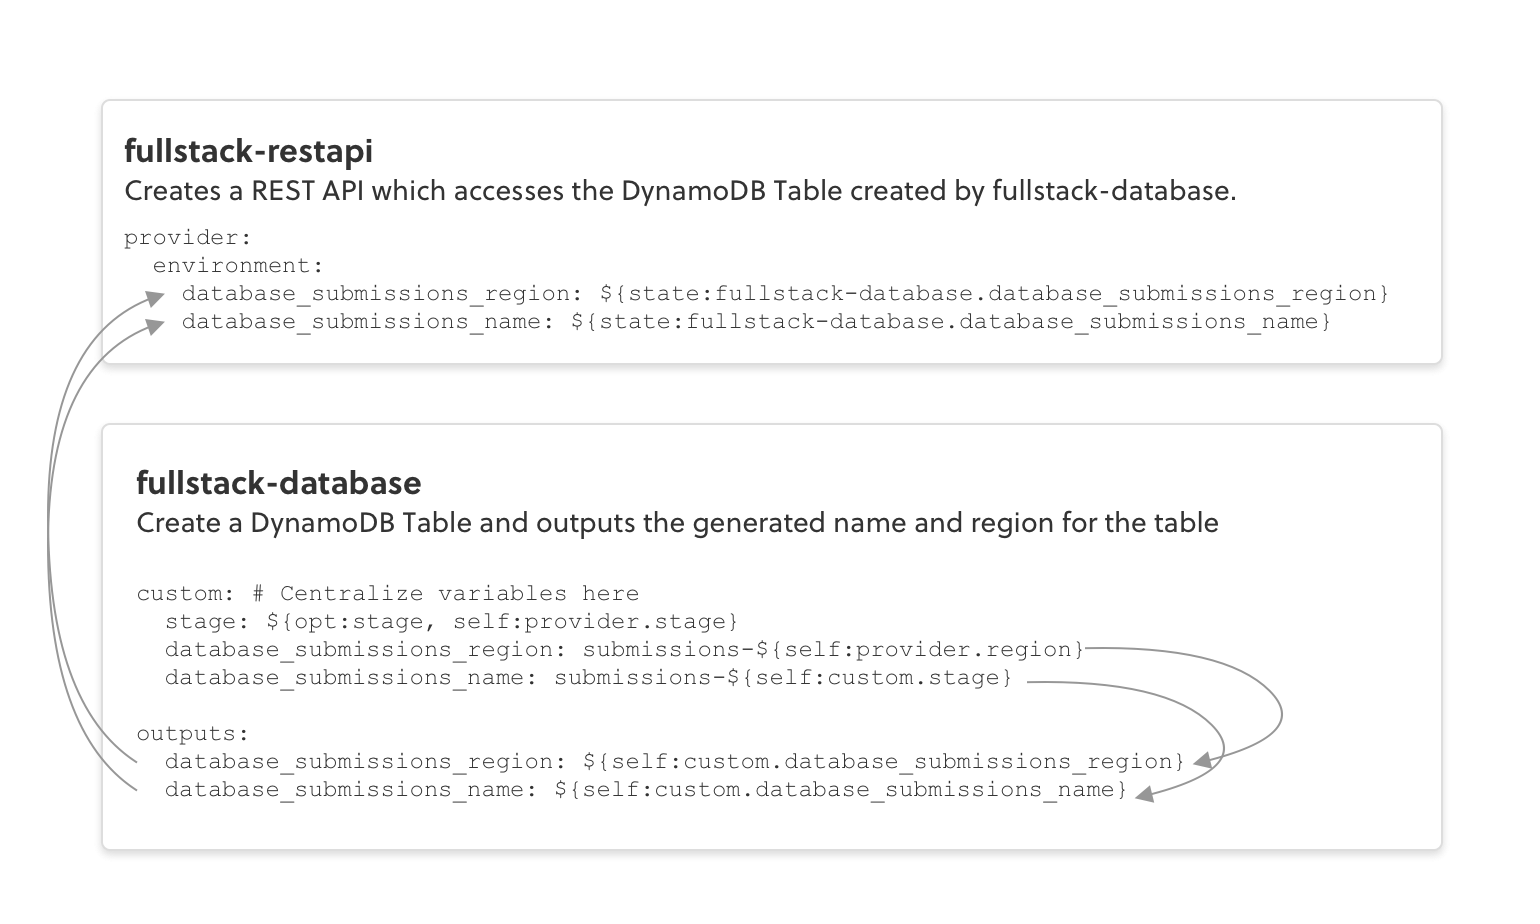 fullstack-restapi
Creates a REST API which accesses the DynamoDB Table created by fullstack-database.
provider:
  environment:
    database_submissions_region: ${state:fullstack-database.database_submissions_region}
    database_submissions_name: ${state:fullstack-database.database_submissions_name}
fullstack-database
Create a DynamoDB Table and outputs the generated name and region for the table
custom: # Centralize variables here
  stage: ${opt:stage, self:provider.stage}
  database_submissions_region: submissions-${self:provider.region}
  database_submissions_name: submissions-${self:custom.stage}
outputs:
  database_submissions_region: ${self:custom.database_submissions_region}
  database_submissions_name: ${self:custom.database_submissions_name}